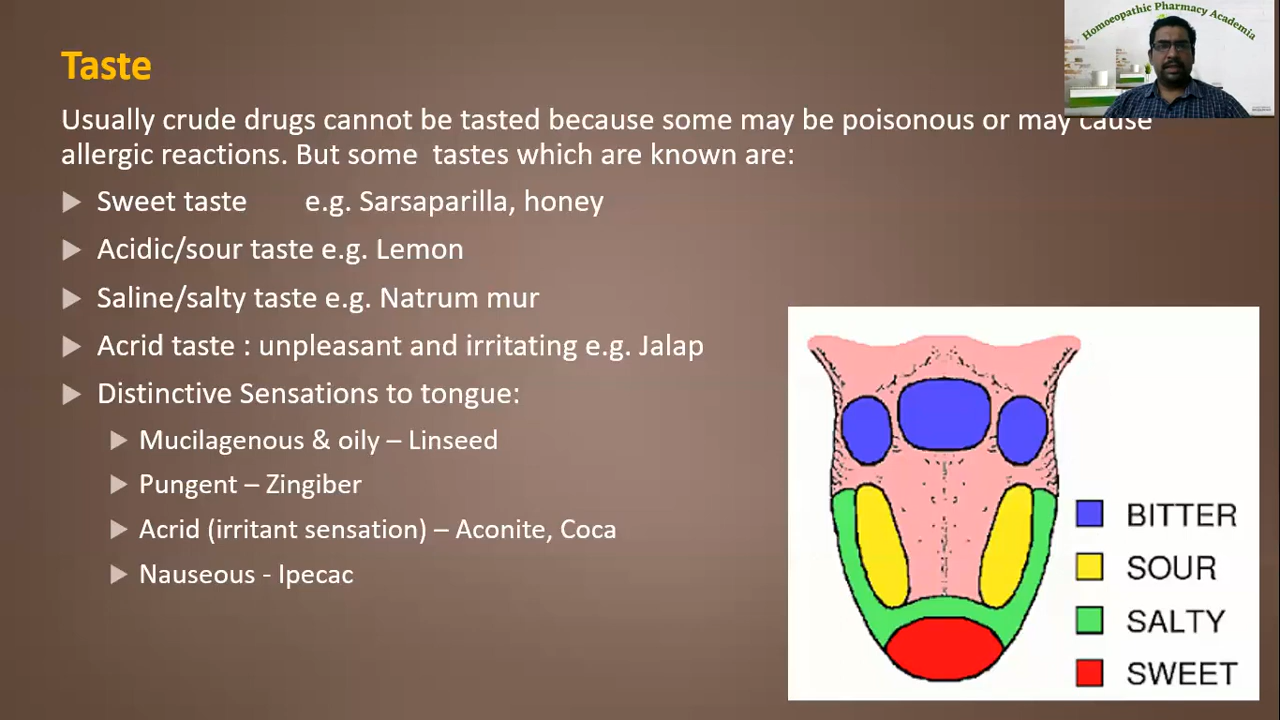 Homoeopathic Pharmacy Academia
Taste
Usually crude drugs cannot be tasted because some may be poisonous or may cause
allergic reactions. But some tastes which are known are:
Sweet taste e.g. Sarsaparilla, honey
Acidic/sour taste e.g. Lemon
Saline/salty taste e.g. Natrum mur
Acrid taste : unpleasant and irritating e.g. Jalap
Distinctive Sensations to tongue:
Mucilagenous & oily – Linseed
Pungent – Zingiber
Acrid (irritant sensation) – Aconite, Coca
Nauseous - Ipecac
BITTER
SOUR
SALTY
SWEET